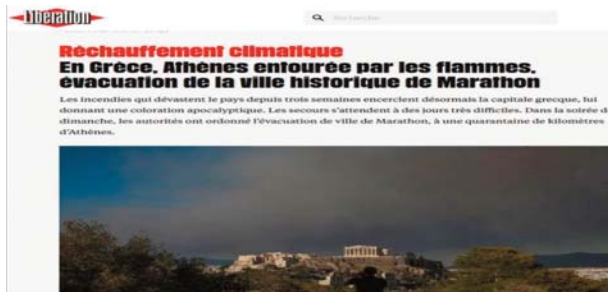 Libération
Rechercher
Réchauffement climatique
En Grèce, Athènes entourée par les flammes,
évacuation de la ville historique de Marathon
Les incendies qui dévastent le pays depuis trois semaines encerclent désormais la capitale grecque, lui
donnant une coloration apocalyptique. Les secours s'attendent à des jours très difficiles. Dans la soirée d
dimanche, les autorités ont ordonné l'évacuation de ville de Marathon, à une quarantaine de kilomètres
d'Athènes.